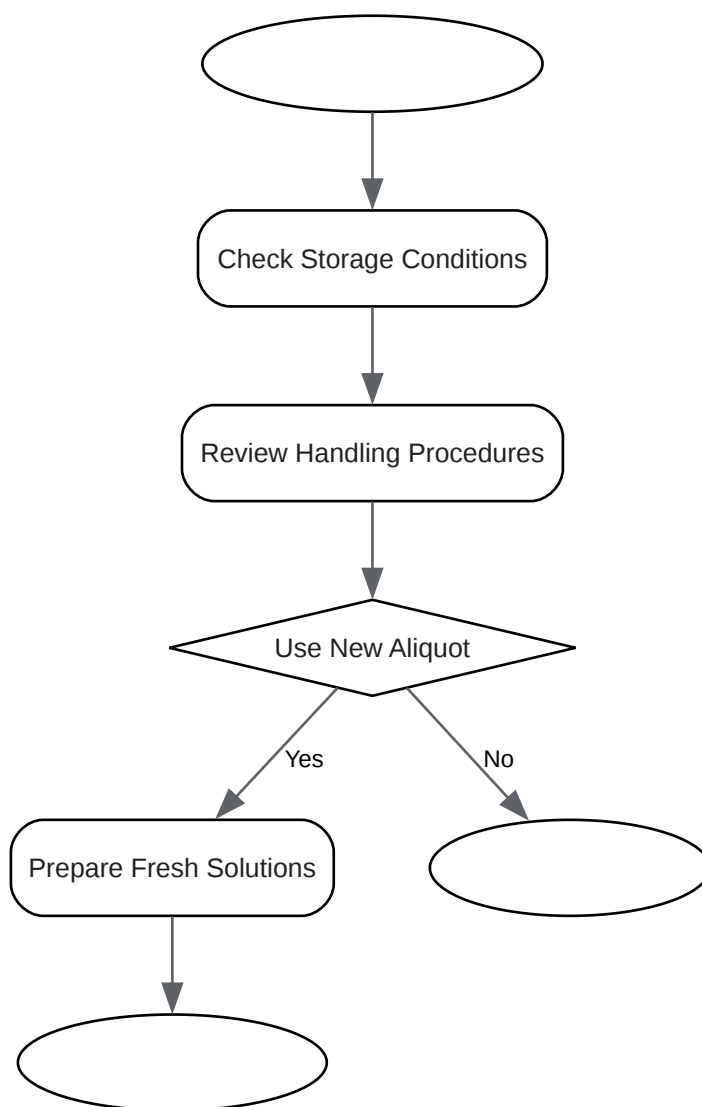 Check Storage Conditions
Review Handling Procedures
Use New Aliquot
Yes
No
Prepare Fresh Solutions